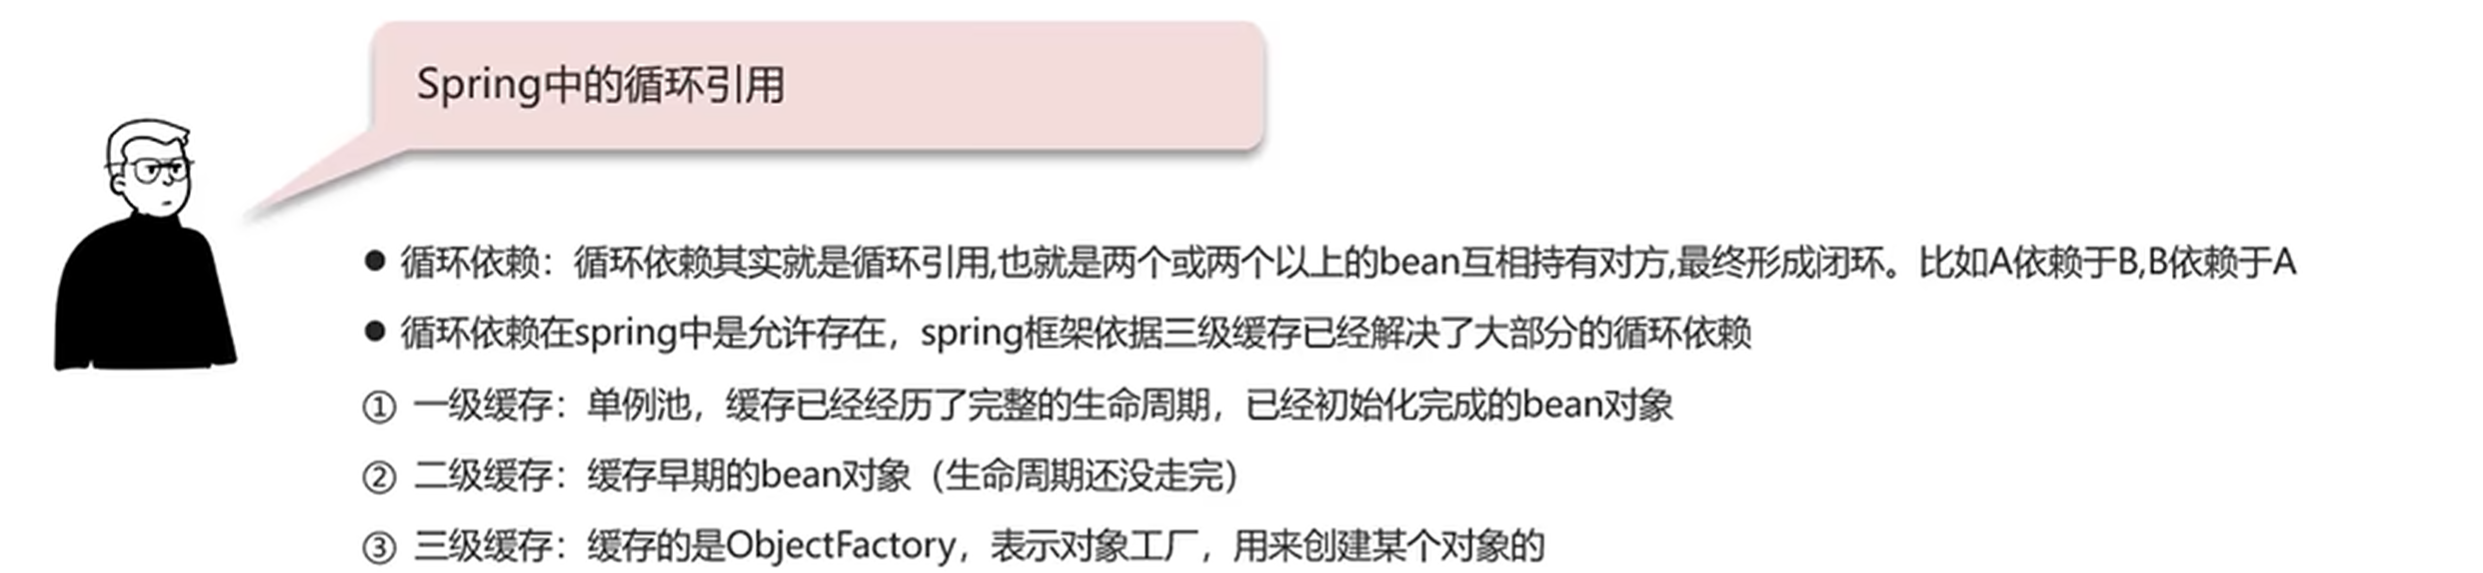 Spring中的循环引用
● 循环依赖：循环依赖其实就是循环引用,也就是两个或两个以上的bean互相持有对方,最终形成闭环。比如A依赖于B,B依赖于A
● 循环依赖在spring中是允许存在，spring框架依据三级缓存已经解决了大部分的循环依赖
① 一级缓存：单例池，缓存已经经历了完整的生命周期，已经初始化完成的bean对象
② 二级缓存：缓存早期的bean对象（生命周期还没走完）
③ 三级缓存：缓存的是ObjectFactory，表示对象工厂，用来创建某个对象的